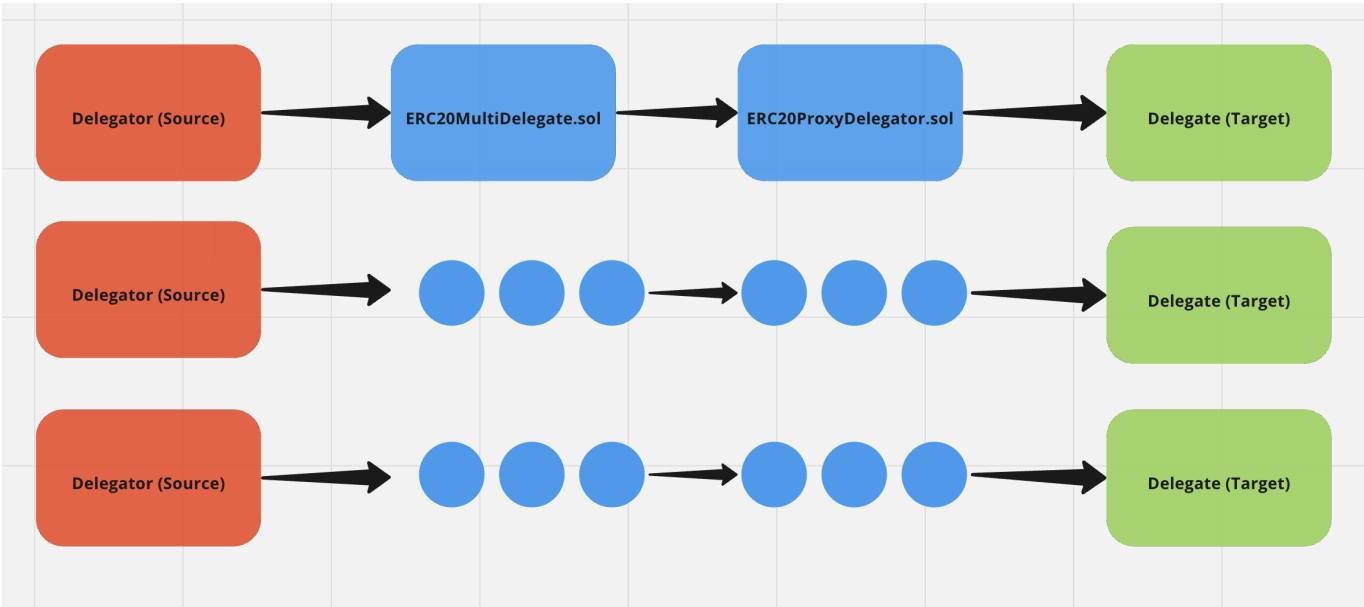 Delegator (Source)
ERC20MultiDelegate.sol
ERC20ProxyDelegator.sol
Delegate (Target)
Delegator (Source)
Delegate (Target)
Delegator (Source)
Delegate (Target)